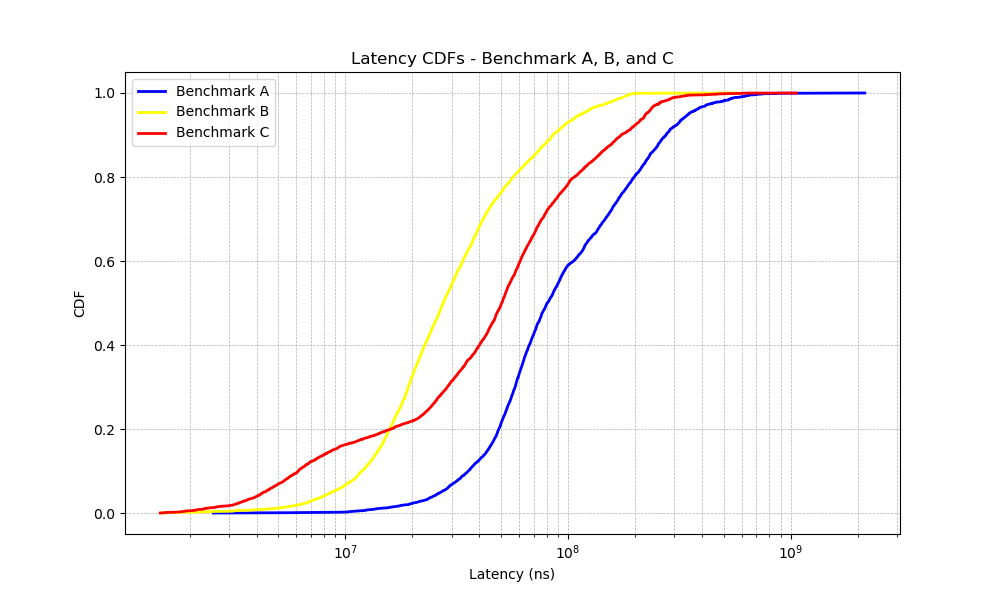 Latency CDFs - Benchmark A, B, and C
Benchmark A
Benchmark B
Benchmark C
1.0
0.8
0.6
0.4
0.2
0.0
CDF
10⁷
10⁸
10⁹
Latency (ns)